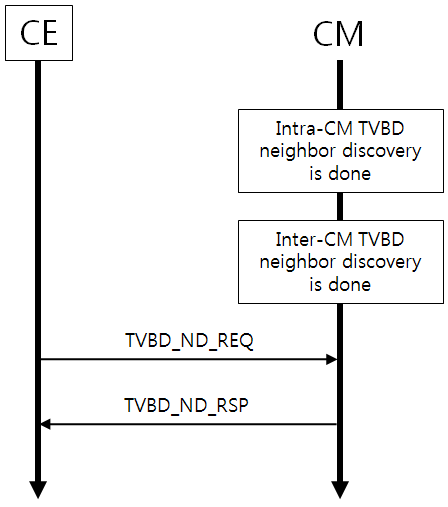 CE
CM
Intra-CM TVBD
neighbor discovery
is done
Inter-CM TVBD
neighbor discovery
is done
TVBD_ND_REQ
TVBD_ND_RSP